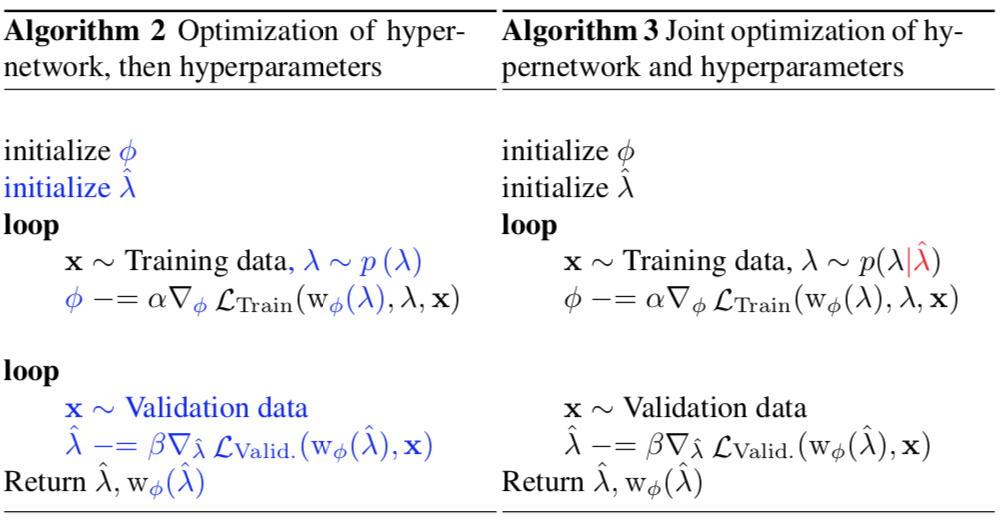 Algorithm 2 Optimization of hyper-
network, then hyperparameters
initialize ϕ
initialize λ̂
loop
x ∼ Training data, λ ∼ p (λ)
ϕ −= α∇ϕ ℒTrain(wϕ(λ), λ, x)
loop
x ∼ Validation data
λ̂ −= β∇λ̂ ℒValid.(wϕ(λ̂), x)
Return λ̂, wϕ(λ̂)
Algorithm 3 Joint optimization of hy-
pernetwork and hyperparameters
initialize ϕ
initialize λ̂
loop
x ∼ Training data, λ ∼ p(λ|λ̂)
ϕ −= α∇ϕ ℒTrain(wϕ(λ), λ, x)
x ∼ Validation data
λ̂ −= β∇λ̂ ℒValid.(wϕ(λ̂), x)
Return λ̂, wϕ(λ̂)